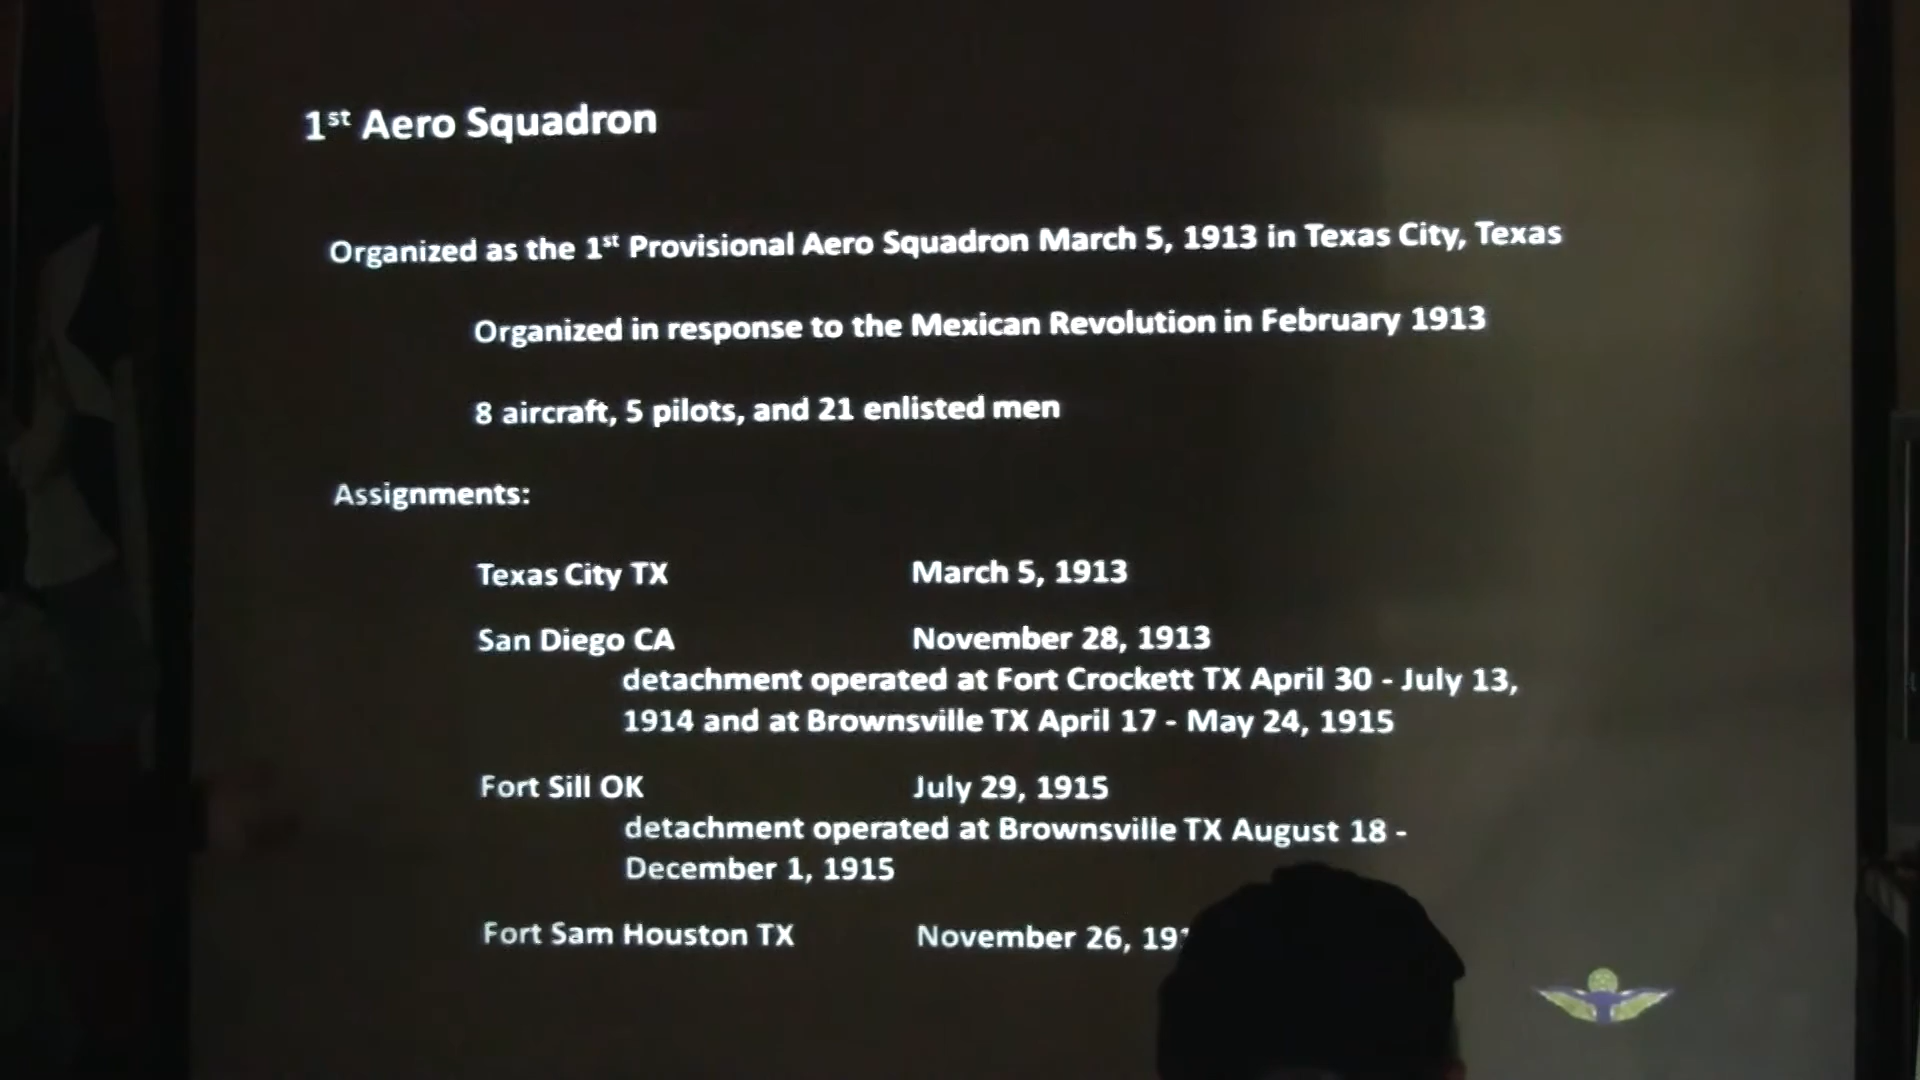 1st Aero Squadron
Organized as the 1st Provisional Aero Squadron March 5, 1913 in Texas City, Texas
Organized in response to the Mexican Revolution in February 1913
8 aircraft, 5 pilots, and 21 enlisted men
Assignments:
Texas City TX March 5, 1913
San Diego CA November 28, 1913
detachment operated at Fort Crockett TX April 30 - July 13,
1914 and at Brownsville TX April 17 - May 24, 1915
Fort Sill OK July 29, 1915
detachment operated at Brownsville TX August 18 -
December 1, 1915
Fort Sam Houston TX November 26,